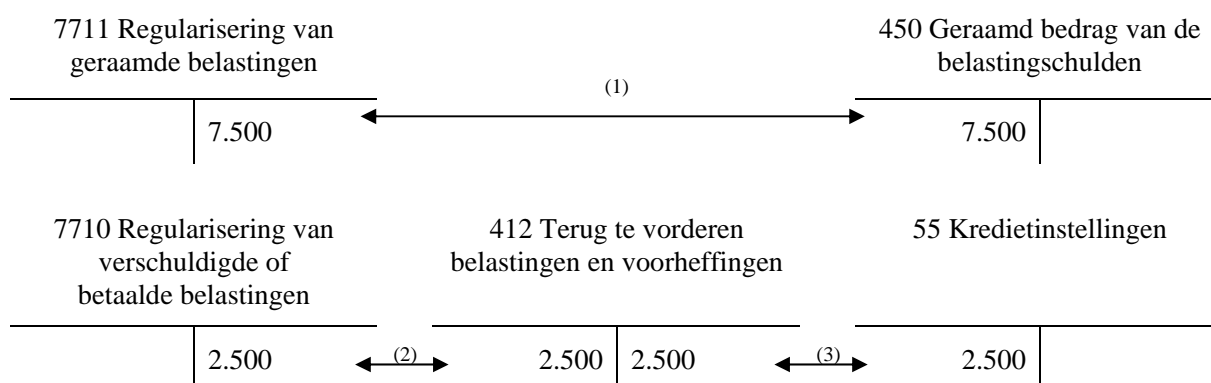 7711 Regularisering van
geraamde belastingen
450 Geraamd bedrag van de
belastingschulden
(1)
7.500
7.500
7710 Regularisering van
verschuldigde of
betaalde belastingen
412 Terug te vorderen
belastingen en voorheffingen
55 Kredietinstellingen
2.500
(2)
2.500
2.500
(3)
2.500